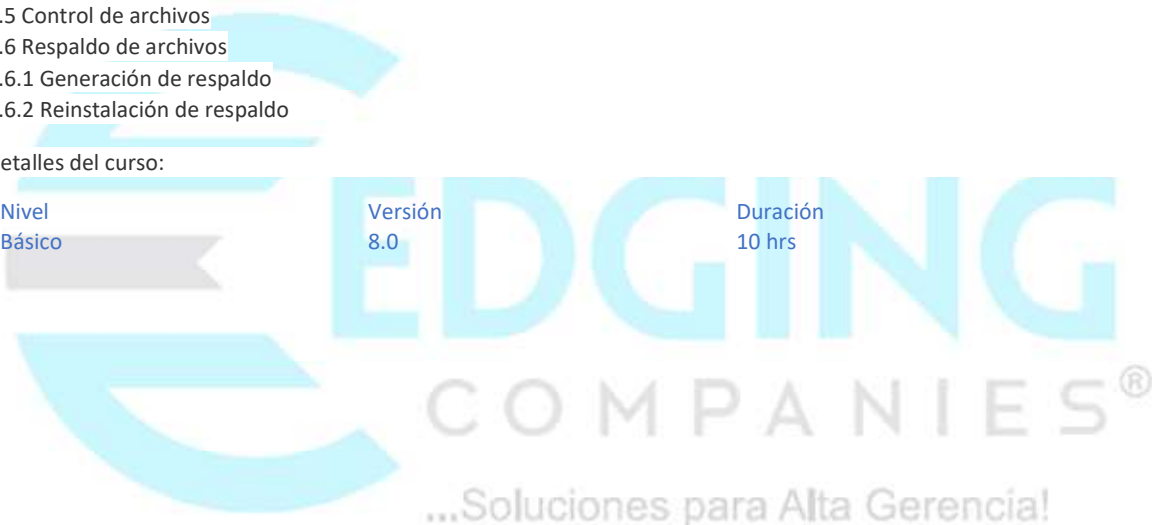 .5 Control de archivos
.6 Respaldo de archivos
.6.1 Generación de respaldo
.6.2 Reinstalación de respaldo
etalles del curso:
Nivel Versión Duración
Básico 8.0 10 hrs
EDGING
COMPANIES®
...Soluciones para Alta Gerencia!